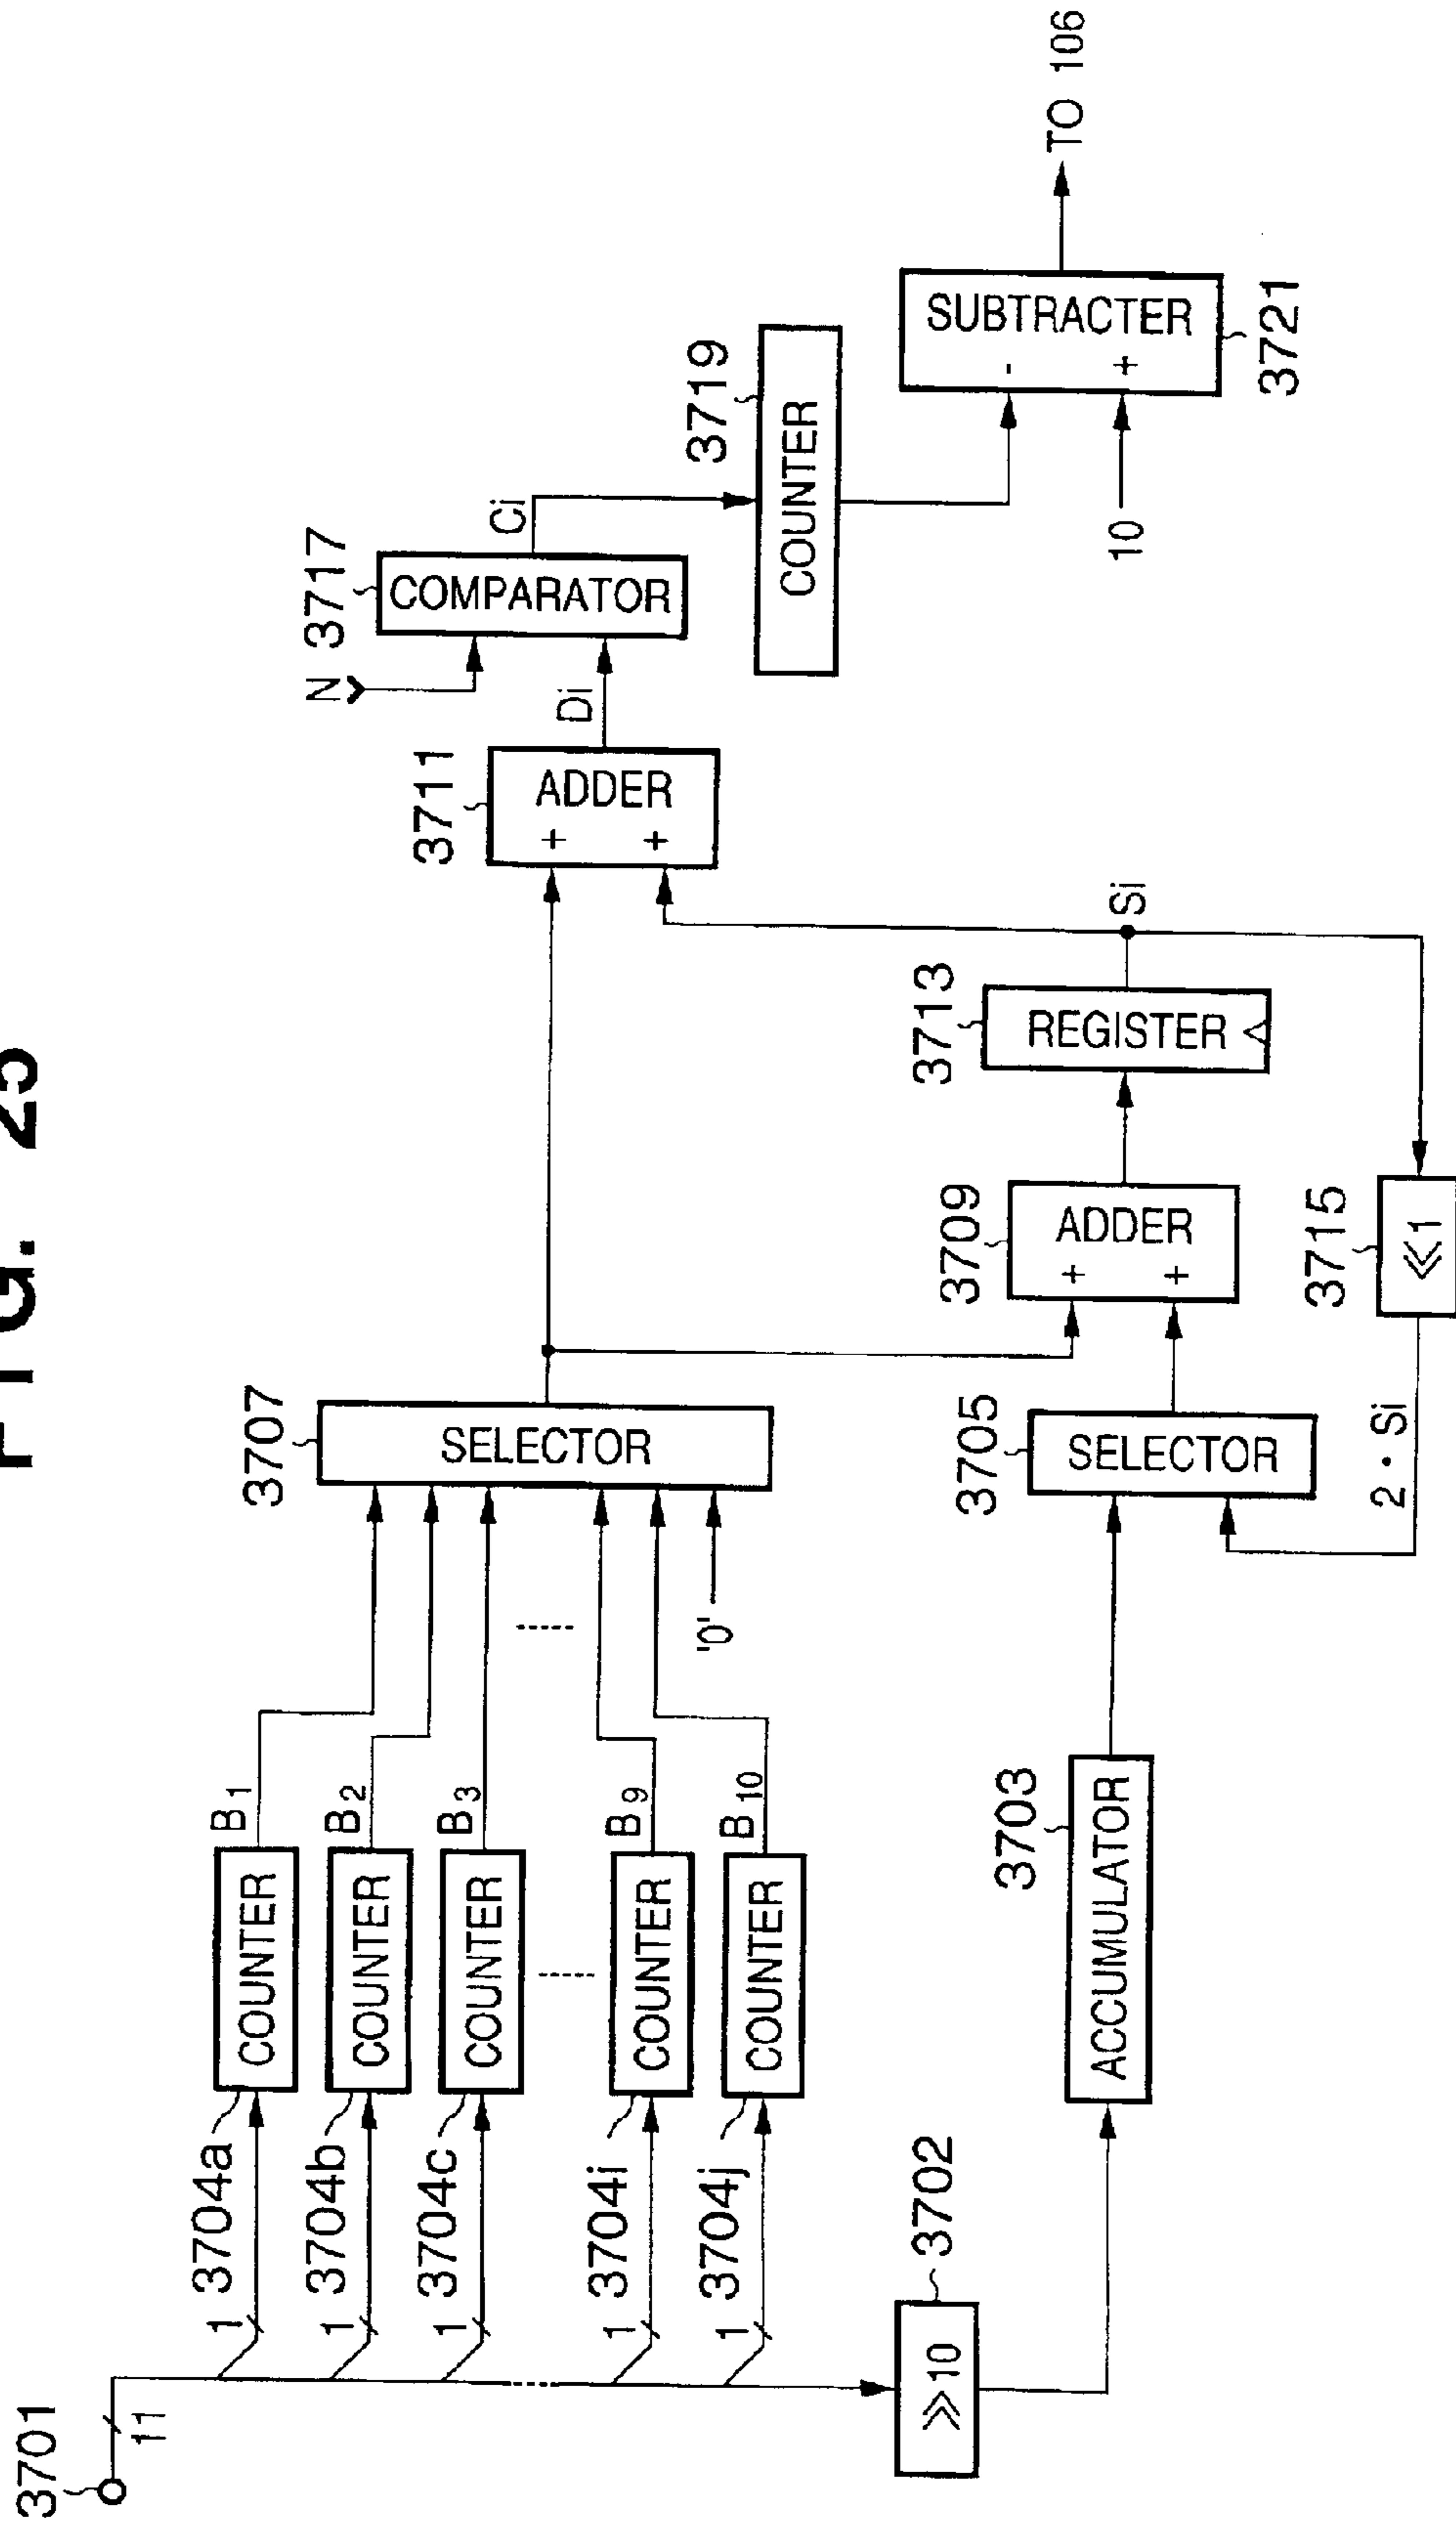 FIG. 25
3701
11
1
3704a
COUNTER
B1
1
3704b
COUNTER
B2
1
3704c
COUNTER
B3
1
3704i
COUNTER
B9
1
3704j
COUNTER
B10
'0'
3707
SELECTOR
>>10
3702
3703
ACCUMULATOR
3705
SELECTOR
2・Si
3709
ADDER
+
+
3713
REGISTER
Si
3715
<<1
3711
ADDER
+
+
Di
N
3717
COMPARATOR
Ci
3719
COUNTER
10
SUBTRACTER
-
+
3721
TO 106